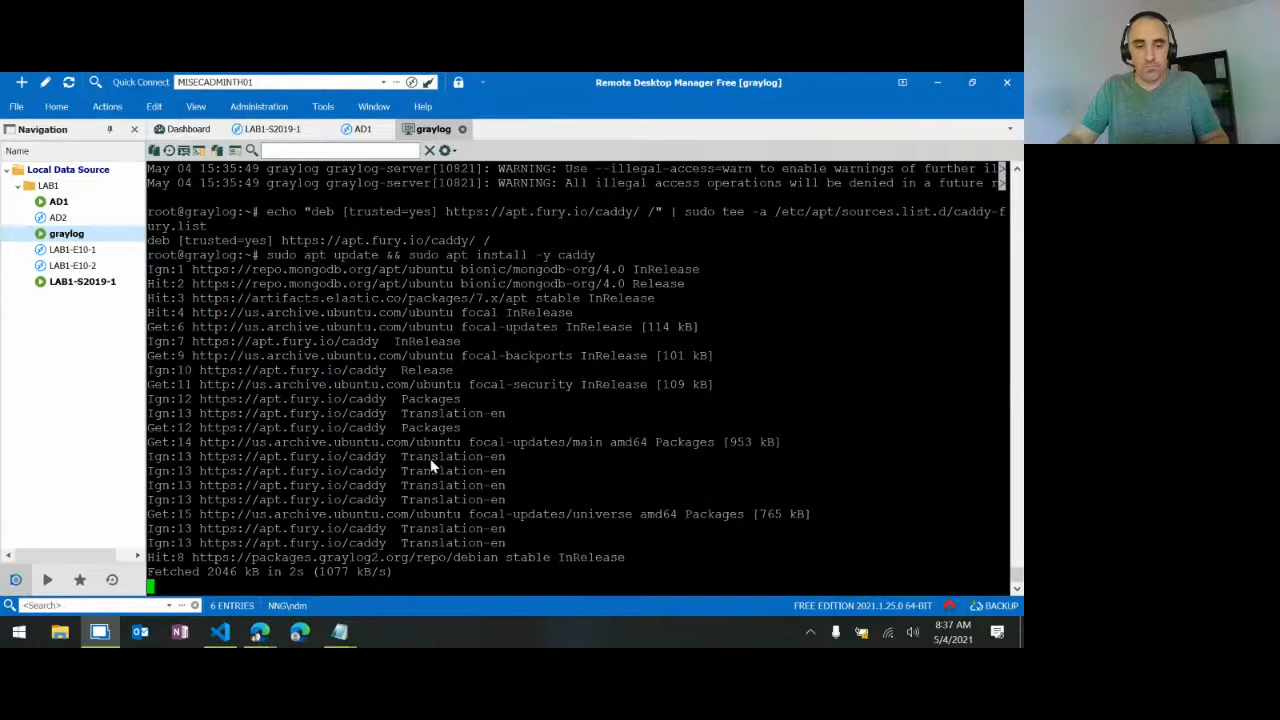 Quick Connect MISECADMINTH01 Remote Desktop Manager Free [graylog]
File Home Actions Edit View Administration Tools Window Help
Navigation Dashboard LAB1-S2019-1 AD1 graylog
Name
Local Data Source
LAB1
AD1
AD2
graylog
LAB1-E10-1
LAB1-E10-2
LAB1-S2019-1
May 04 15:35:49 graylog graylog-server[10821]: WARNING: Use --illegal-access=warn to enable warnings of further il
May 04 15:35:49 graylog graylog-server[10821]: WARNING: All illegal access operations will be denied in a future r
root@graylog:~# echo "deb [trusted=yes] https://apt.fury.io/caddy/ /" | sudo tee -a /etc/apt/sources.list.d/caddy-f
ury.list
deb [trusted=yes] https://apt.fury.io/caddy/ /
root@graylog:~# sudo apt update && sudo apt install -y caddy
Ign:1 https://repo.mongodb.org/apt/ubuntu bionic/mongodb-org/4.0 InRelease
Hit:2 https://repo.mongodb.org/apt/ubuntu bionic/mongodb-org/4.0 Release
Hit:3 https://artifacts.elastic.co/packages/7.x/apt stable InRelease
Hit:4 http://us.archive.ubuntu.com/ubuntu focal InRelease
Get:6 http://us.archive.ubuntu.com/ubuntu focal-updates InRelease [114 kB]
Ign:7 https://apt.fury.io/caddy  InRelease
Get:9 http://us.archive.ubuntu.com/ubuntu focal-backports InRelease [101 kB]
Ign:10 https://apt.fury.io/caddy  Release
Get:11 http://us.archive.ubuntu.com/ubuntu focal-security InRelease [109 kB]
Ign:12 https://apt.fury.io/caddy  Packages
Ign:13 https://apt.fury.io/caddy  Translation-en
Get:12 https://apt.fury.io/caddy  Packages
Get:14 http://us.archive.ubuntu.com/ubuntu focal-updates/main amd64 Packages [953 kB]
Ign:13 https://apt.fury.io/caddy  Translation-en
Ign:13 https://apt.fury.io/caddy  Translation-en
Ign:13 https://apt.fury.io/caddy  Translation-en
Ign:13 https://apt.fury.io/caddy  Translation-en
Get:15 http://us.archive.ubuntu.com/ubuntu focal-updates/universe amd64 Packages [765 kB]
Ign:13 https://apt.fury.io/caddy  Translation-en
Ign:13 https://apt.fury.io/caddy  Translation-en
Hit:8 https://packages.graylog2.org/repo/debian stable InRelease
Fetched 2046 kB in 2s (1077 kB/s)
<Search> 6 ENTRIES NNG\ndm FREE EDITION 2021.1.25.0 64-BIT BACKUP
8:37 AM
5/4/2021